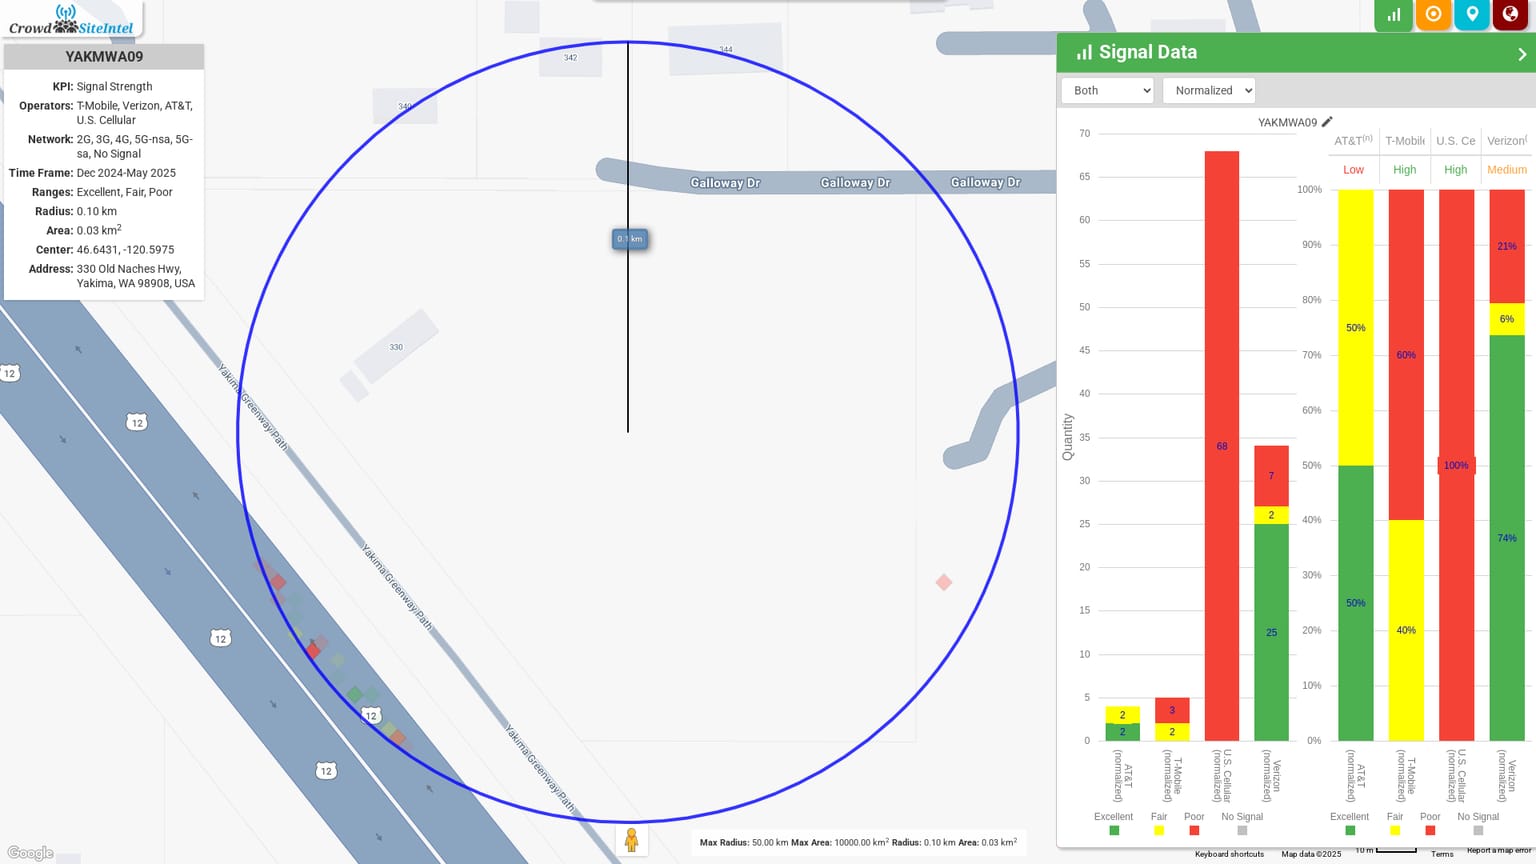 Crowd SiteIntel
YAKMWA09
KPI: Signal Strength
Operators: T-Mobile, Verizon, AT&T,
U.S. Cellular
Network: 2G, 3G, 4G, 5G-nsa, 5G-
sa, No Signal
Time Frame: Dec 2024-May 2025
Ranges: Excellent, Fair, Poor
Radius: 0.10 km
Area: 0.03 km²
Center: 46.6431, -120.5975
Address: 330 Old Naches Hwy,
Yakima, WA 98908, USA
342
344
340
Galloway Dr
Galloway Dr
Galloway Dr
0.1 km
330
12
12
12
12
12
Yakima Greenway Path
Yakima Greenway Path
Yakima Greenway Path
Google
Max Radius: 50.00 km Max Area: 10000.00 km² Radius: 0.10 km Area: 0.03 km²
Signal Data
Both
Normalized
YAKMWA09
70
65
60
55
50
45
40
35
30
25
20
15
10
5
0
Quantity
2
2
3
2
68
7
2
25
AT&T (normalized)
T-Mobile (normalized)
U.S. Cellular (normalized)
Verizon (normalized)
Excellent
Fair
Poor
No Signal
AT&T(n)
T-Mobile
U.S. Ce
Verizon(
Low
High
High
Medium
100%
90%
80%
70%
60%
50%
40%
30%
20%
10%
0%
50%
50%
60%
40%
100%
21%
6%
74%
AT&T (normalized)
T-Mobile (normalized)
U.S. Cellular (normalized)
Verizon (normalized)
Excellent
Fair
Poor
No Signal
Keyboard shortcuts
Map data ©2025
10 m
Terms
Report a map error